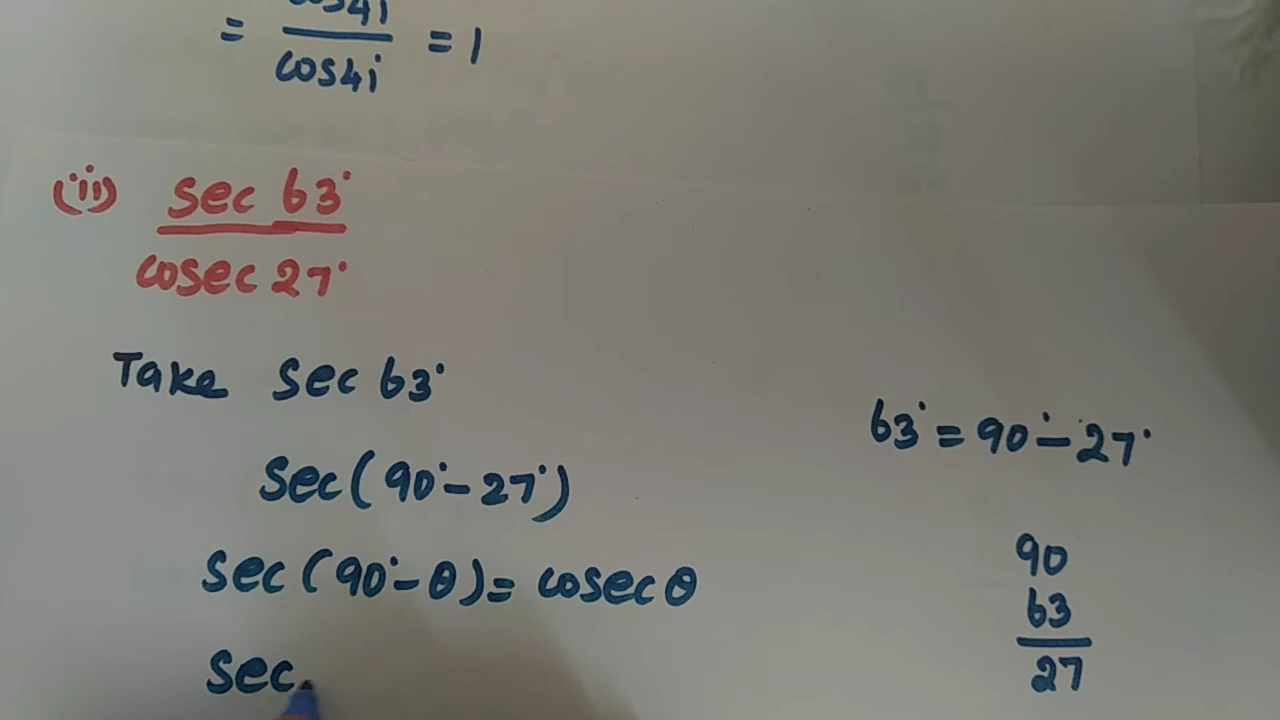 = cos41 / cos41 = 1
(ii) sec 63°
cosec 27°
Take sec 63°
63° = 90° - 27°
sec(90° - 27°)
sec(90° - θ) = cosec θ
90
63
27
sec